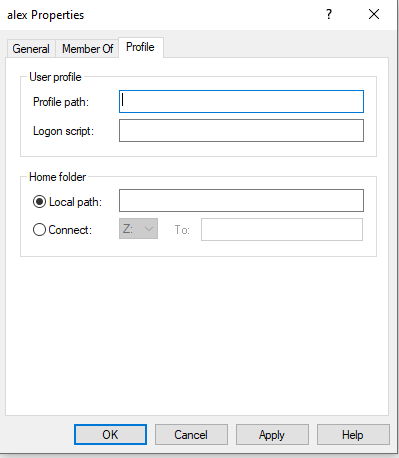 alex Properties ?
General Member Of Profile
User profile
Profile path:
Logon script:
Home folder
Local path:
Connect: Z: To:
OK Cancel Apply Help